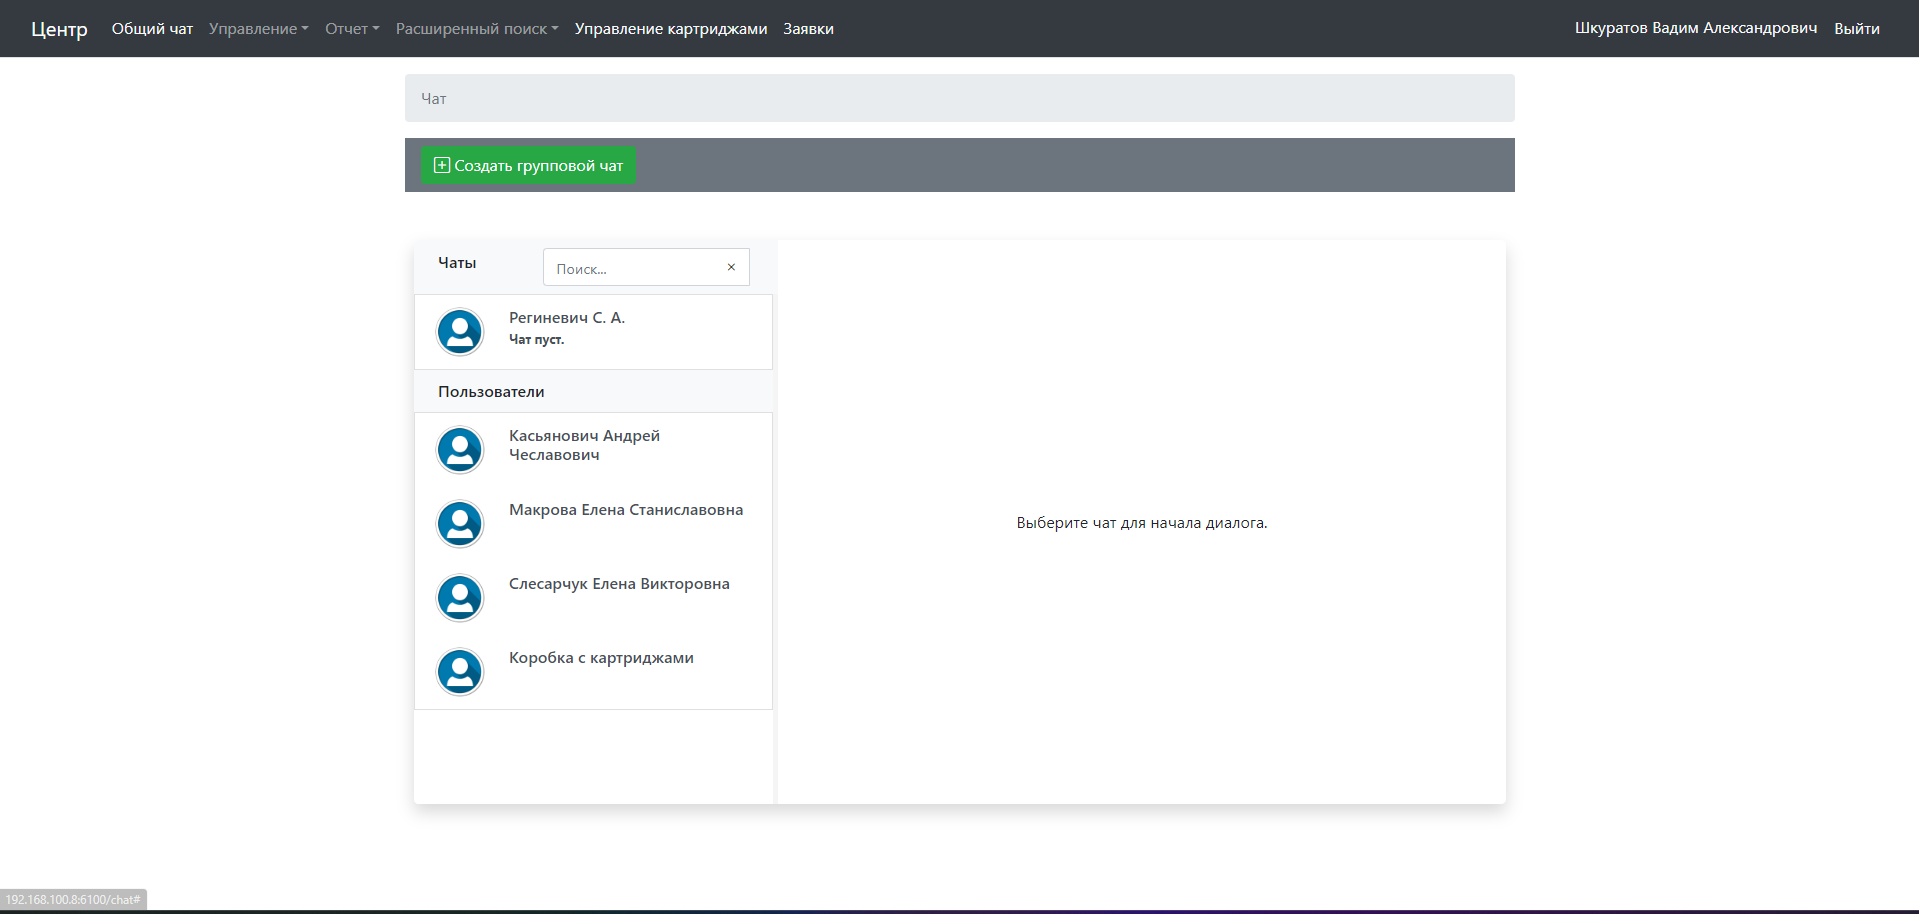 Центр Общий чат Управление Отчет Расширенный поиск Управление картриджами Заявки Шкуратов Вадим Александрович Выйти
Чат
Создать групповой чат
Чаты Поиск... ×
Региневич С. А.
Чат пуст.
Пользователи
Касьянович Андрей
Чеславович
Макрова Елена Станиславовна
Выберите чат для начала диалога.
Слесарчук Елена Викторовна
Коробка с картриджами
192.168.100.8:6100/chat#